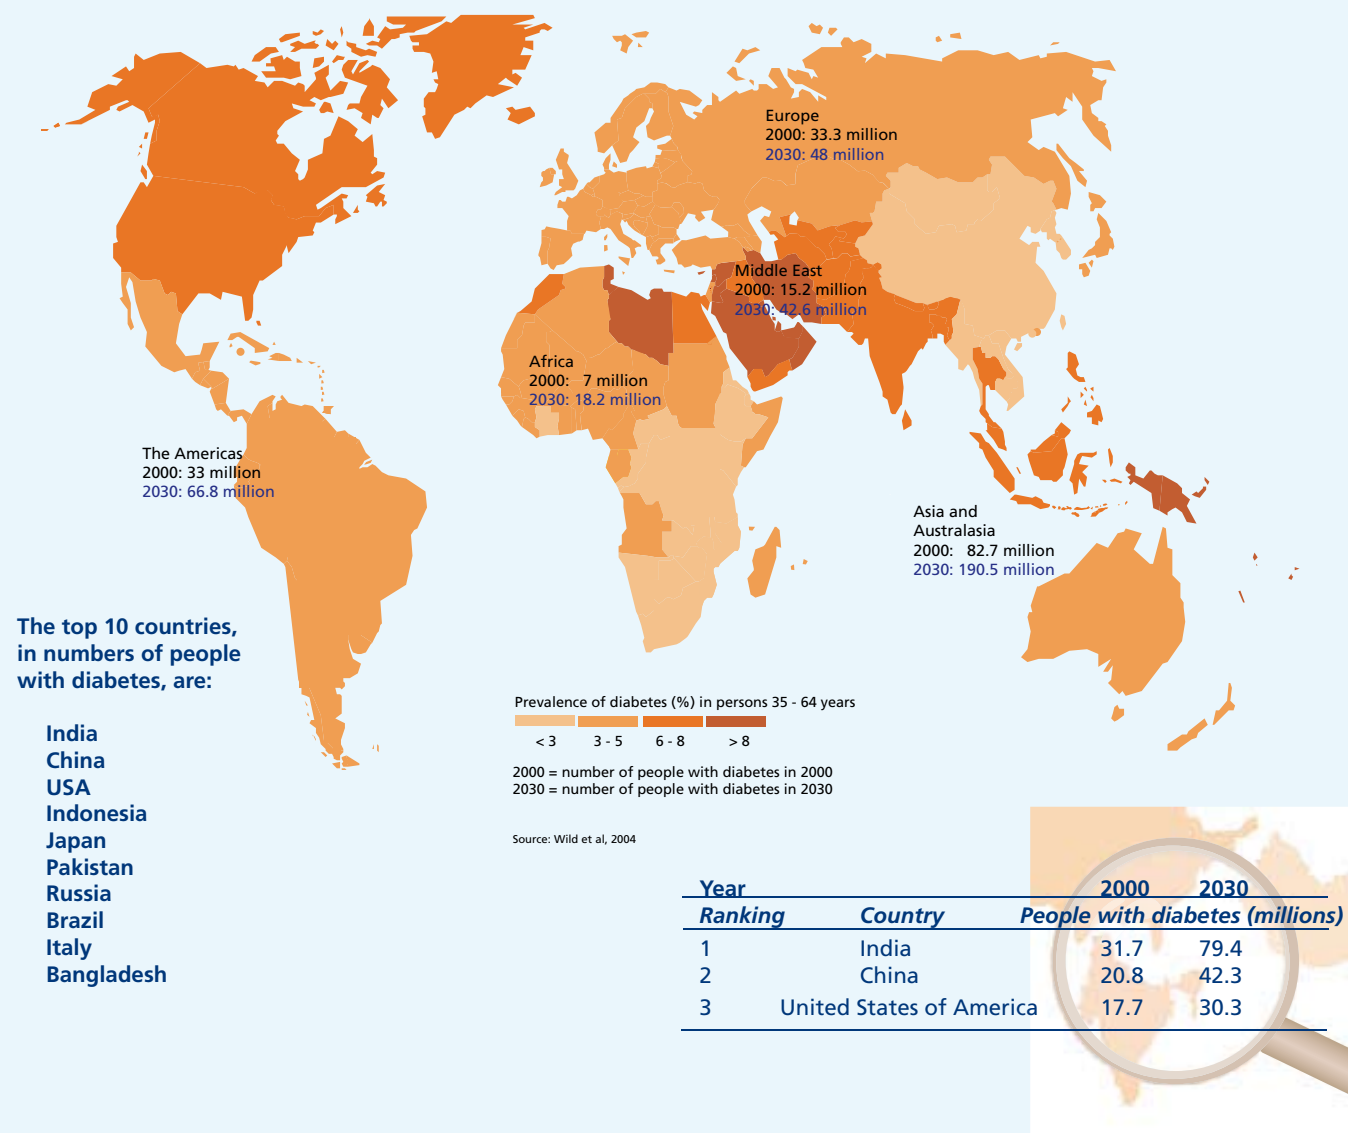 Europe
2000: 33.3 million
2030: 48 million
Middle East
2000: 15.2 million
2030: 42.6 million
Africa
2000: 7 million
2030: 18.2 million
The Americas
2000: 33 million
2030: 66.8 million
Asia and
Australasia
2000: 82.7 million
2030: 190.5 million
The top 10 countries,
in numbers of people
with diabetes, are:
India
China
USA
Indonesia
Japan
Pakistan
Russia
Brazil
Italy
Bangladesh
Prevalence of diabetes (%) in persons 35 - 64 years
< 3 3 - 5 6 - 8 > 8
2000 = number of people with diabetes in 2000
2030 = number of people with diabetes in 2030
Source: Wild et al, 2004
Year 2000 2030
Ranking Country People with diabetes (millions)
1 India 31.7 79.4
2 China 20.8 42.3
3 United States of America 17.7 30.3